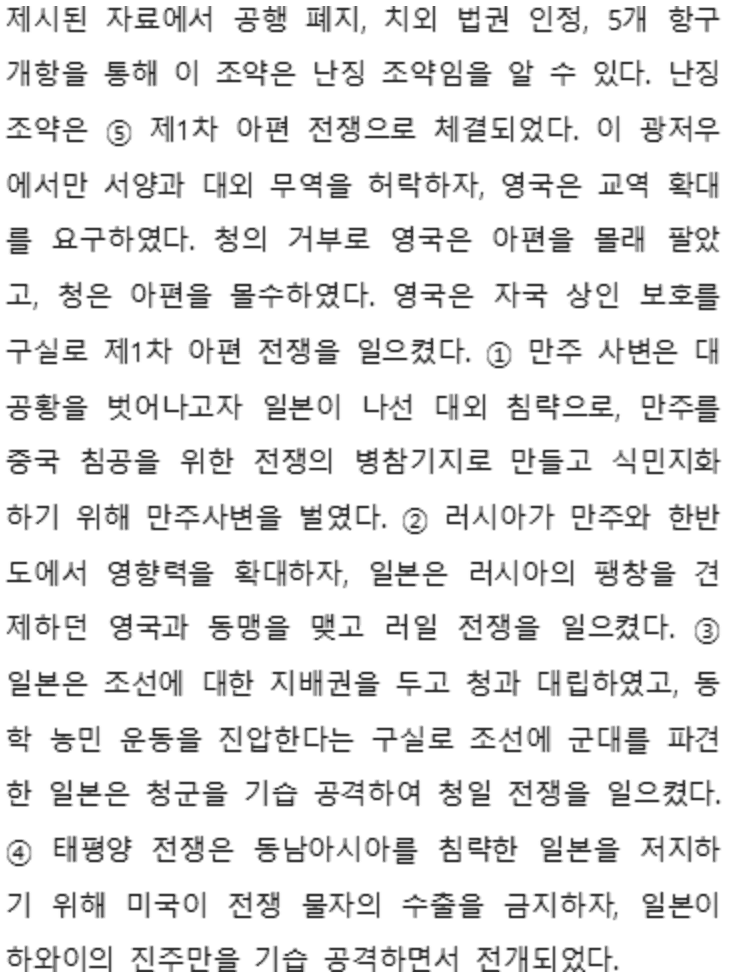 제시된 자료에서 공행 폐지, 치외 법권 인정, 5개 항구
개항을 통해 이 조약은 난징 조약임을 알 수 있다. 난징
조약은 ⑤ 제1차 아편 전쟁으로 체결되었다. 이 광저우
에서만 서양과 대외 무역을 허락하자, 영국은 교역 확대
를 요구하였다. 청의 거부로 영국은 아편을 몰래 팔았
고, 청은 아편을 몰수하였다. 영국은 자국 상인 보호를
구실로 제1차 아편 전쟁을 일으켰다. ① 만주 사변은 대
공황을 벗어나고자 일본이 나선 대외 침략으로, 만주를
중국 침공을 위한 전쟁의 병참기지로 만들고 식민지화
하기 위해 만주사변을 벌였다. ② 러시아가 만주와 한반
도에서 영향력을 확대하자, 일본은 러시아의 팽창을 견
제하던 영국과 동맹을 맺고 러일 전쟁을 일으켰다. ③
일본은 조선에 대한 지배권을 두고 청과 대립하였고, 동
학 농민 운동을 진압한다는 구실로 조선에 군대를 파견
한 일본은 청군을 기습 공격하여 청일 전쟁을 일으켰다.
④ 태평양 전쟁은 동남아시아를 침략한 일본을 저지하
기 위해 미국이 전쟁 물자의 수출을 금지하자, 일본이
하와이의 진주만을 기습 공격하면서 전개되었다.